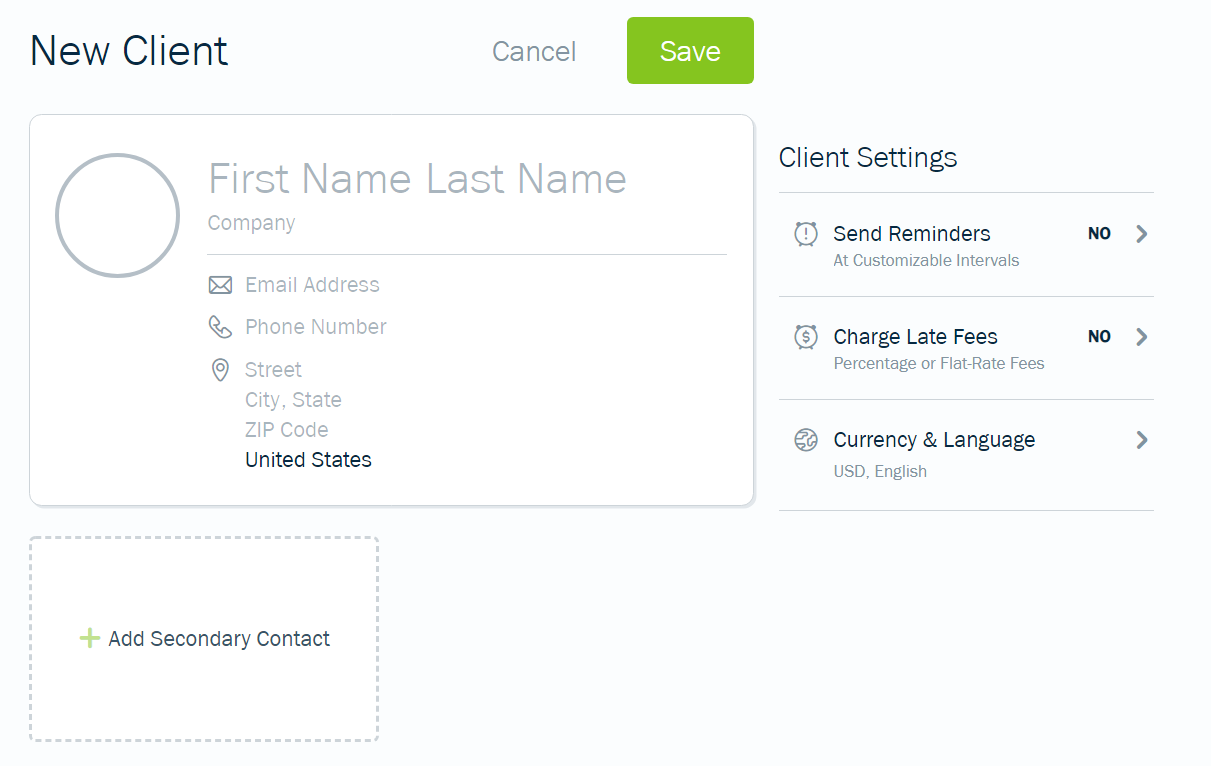 New Client
Cancel
Save
First Name Last Name
Company
Email Address
Phone Number
Street
City, State
ZIP Code
United States
Add Secondary Contact
Client Settings
Send Reminders
NO
At Customizable Intervals
Charge Late Fees
NO
Percentage or Flat-Rate Fees
Currency & Language
USD, English